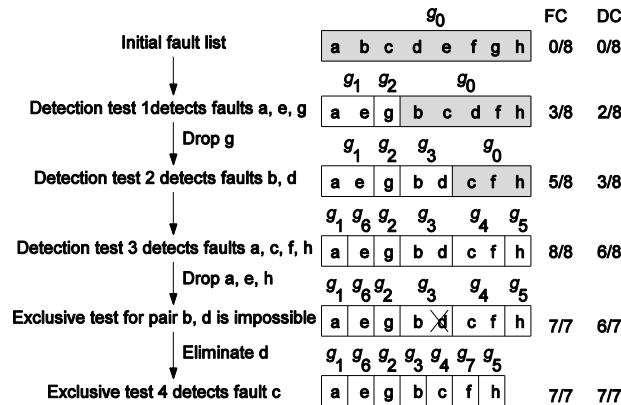 g0 FC DC
Initial fault list a b c d e f g h 0/8 0/8
g1 g2 g0
Detection test 1detects faults a, e, g a e g b c d f h 3/8 2/8
Drop g
g1 g2 g3 g0
Detection test 2 detects faults b, d a e g b d c f h 5/8 3/8
g1 g6 g2 g3 g4 g5
Detection test 3 detects faults a, c, f, h a e g b d c f h 8/8 6/8
Drop a, e, h
g1 g6 g2 g3 g4 g5
Exclusive test for pair b, d is impossible a e g b d c f h 7/7 6/7
Eliminate d
g1 g6 g2 g3 g4 g7 g5
Exclusive test 4 detects fault c a e g b c f h 7/7 7/7